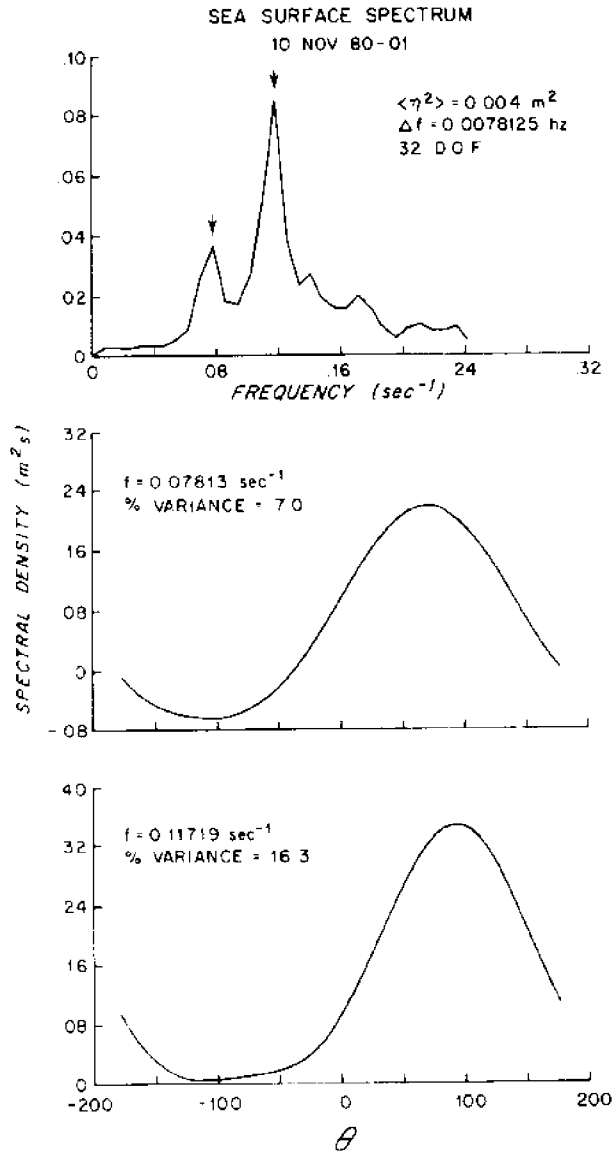 SEA SURFACE SPECTRUM
10 NOV 80-01
.10
.08
.06
.04
.02
0
<η²> = 0.004 m²
Δf = 0.0078125 hz
32 D O F
0 .08 .16 .24 .32
FREQUENCY (sec⁻¹)
SPECTRAL DENSITY (m²s)
.32
.24
.16
.08
0
-.08
f = 0.07813 sec⁻¹
% VARIANCE = 7.0
.40
.32
.24
.16
.08
0
f = 0.11719 sec⁻¹
% VARIANCE = 16.3
-200 -100 0 100 200
θ